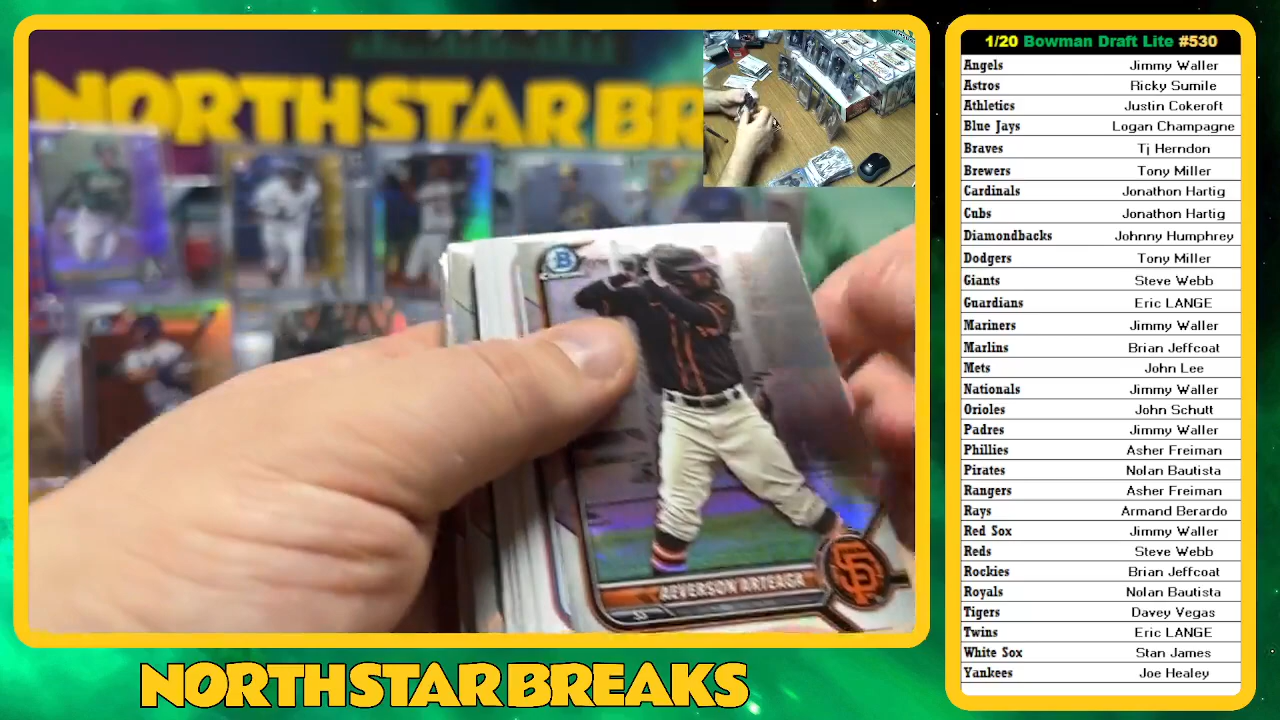 NORTHSTAR BREA
B
Chrome
AEVERSON ARTEAGA
SS
SF
NORTHSTAR BREAKS
1/20 Bowman Draft Lite #530
Angels Jimmy Waller
Astros Ricky Sumile
Athletics Justin Cokeroft
Blue Jays Logan Champagne
Braves Tj Herndon
Brewers Tony Miller
Cardinals Jonathon Hartig
Cubs Jonathon Hartig
Diamondbacks Johnny Humphrey
Dodgers Tony Miller
Giants Steve Webb
Guardians Eric LANGE
Mariners Jimmy Waller
Marlins Brian Jeffcoat
Mets John Lee
Nationals Jimmy Waller
Orioles John Schutt
Padres Jimmy Waller
Phillies Asher Freiman
Pirates Nolan Bautista
Rangers Asher Freiman
Rays Armand Berardo
Red Sox Jimmy Waller
Reds Steve Webb
Rockies Brian Jeffcoat
Royals Nolan Bautista
Tigers Davey Vegas
Twins Eric LANGE
White Sox Stan James
Yankees Joe Healey